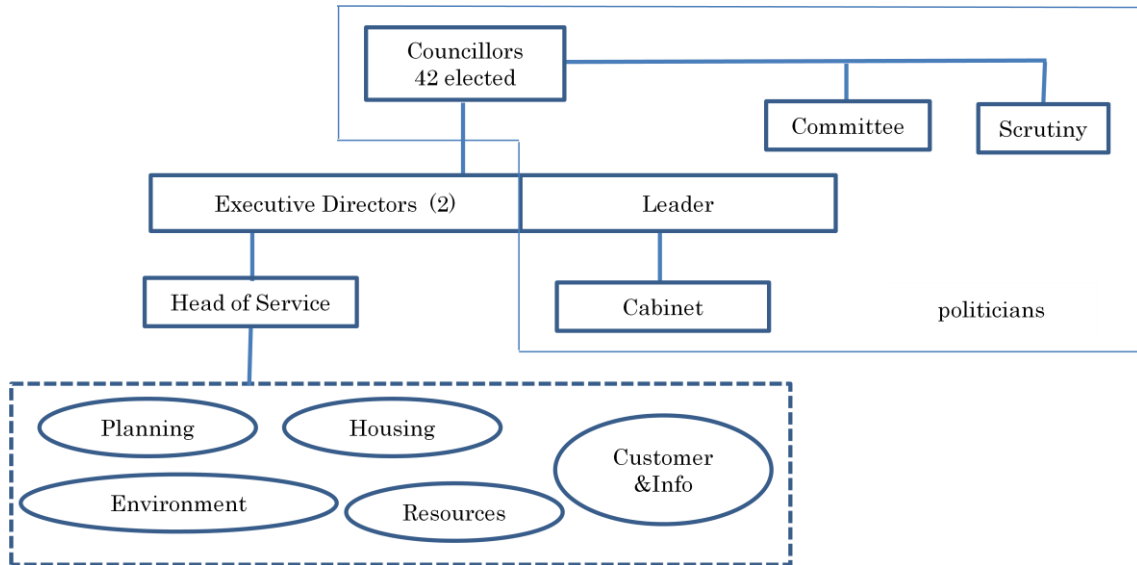 Councillors
42 elected
Committee
Scrutiny
Executive Directors (2)
Leader
Head of Service
Cabinet
politicians
Planning
Housing
Customer
&Info
Environment
Resources